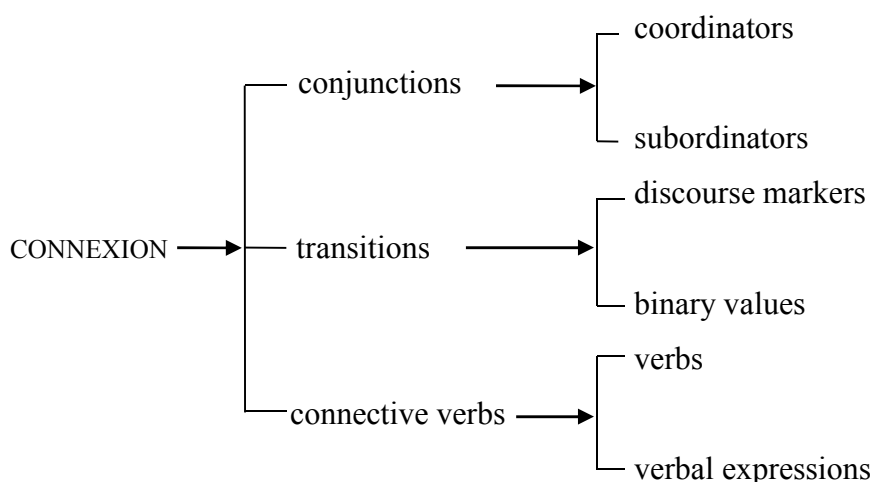 coordinators
conjunctions
subordinators
discourse markers
CONNEXION
transitions
binary values
verbs
connective verbs
verbal expressions